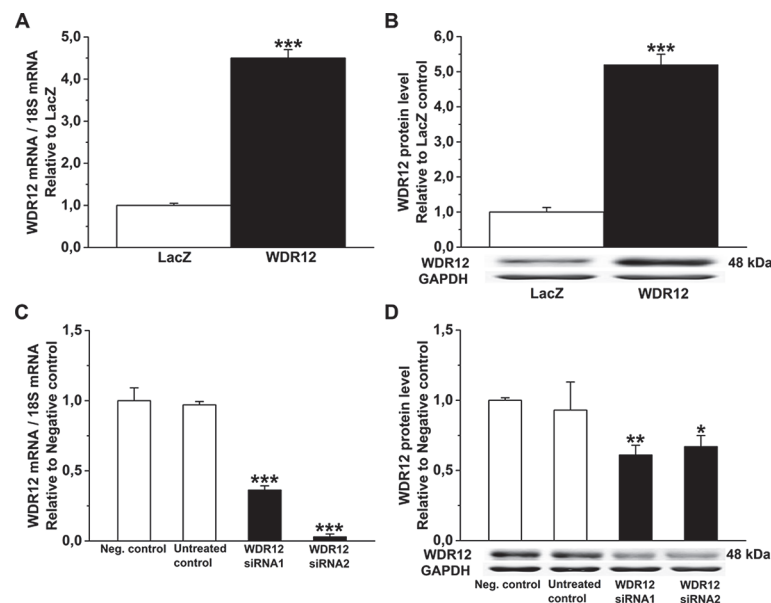 A
WDR12 mRNA / 18S mRNA
Relative to LacZ
5,0
4,0
3,0
2,0
1,0
0,0
***
LacZ
WDR12
B
WDR12 protein level
Relative to LacZ control
6,0
5,0
4,0
3,0
2,0
1,0
0,0
***
WDR12
48 kDa
GAPDH
LacZ
WDR12
C
WDR12 mRNA / 18S mRNA
Relative to Negative control
1,5
1,0
0,5
0,0
***
***
Neg. control
Untreated
control
WDR12
siRNA1
WDR12
siRNA2
D
WDR12 protein level
Relative to Negative control
1,5
1,0
0,5
0,0
**
*
WDR12
48 kDa
GAPDH
Neg. control
Untreated
control
WDR12
siRNA1
WDR12
siRNA2